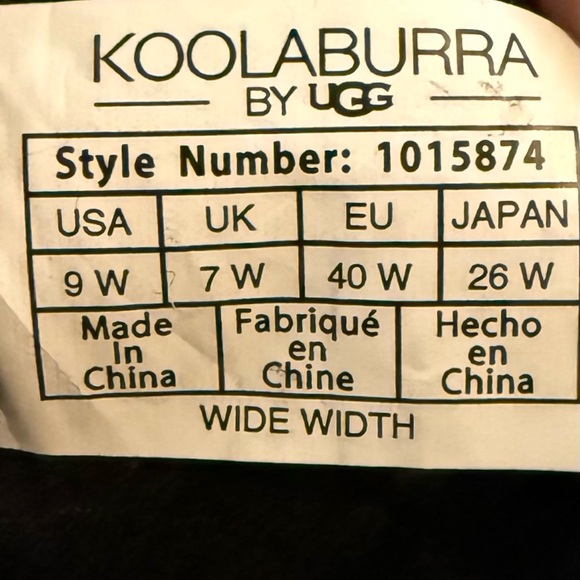 KOOLABURRA
BY UGG
Style Number: 1015874
USA UK EU JAPAN
9 W 7 W 40 W 26 W
Made In China Fabriqué en Chine Hecho en China
WIDE WIDTH